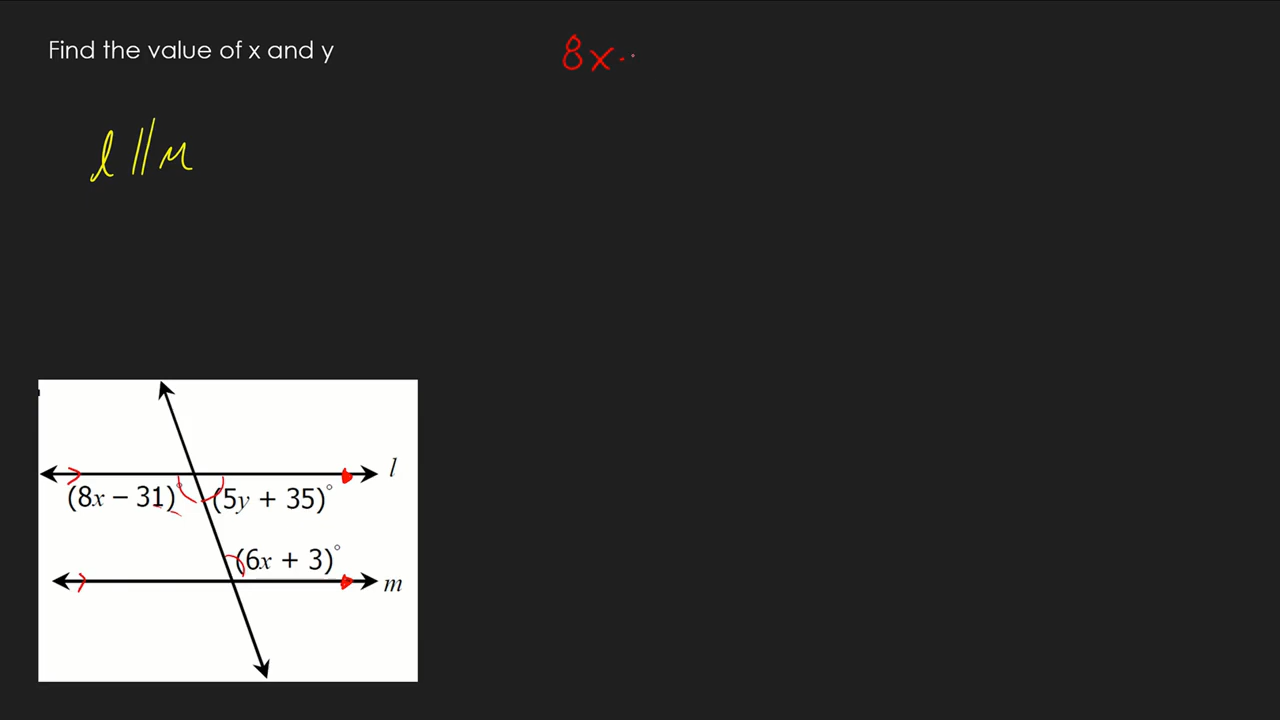 Find the value of x and y
8x-
l // m
l
(8x − 31)°
(5y + 35)°
(6x + 3)°
m